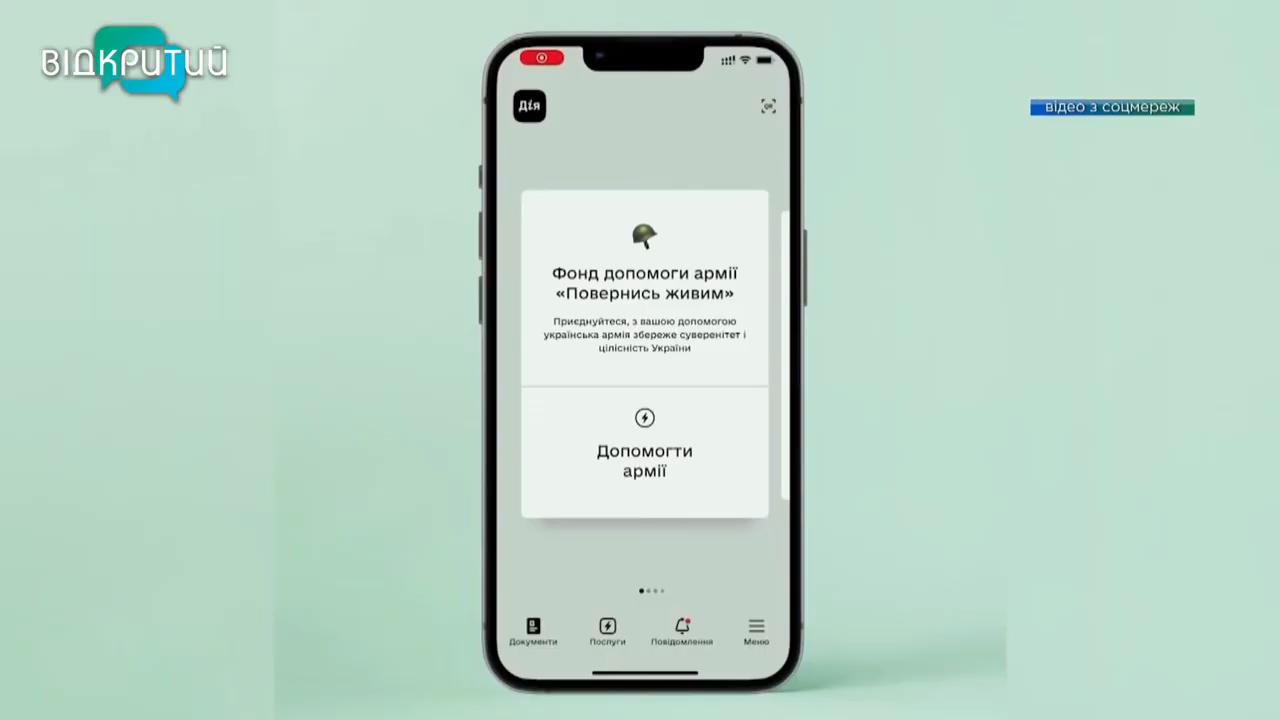 ВІДКРИТИЙ
відео з соцмереж
Дія
QR
Фонд допомоги армії
«Повернись живим»
Приєднуйтеся, з вашою допомогою
українська армія збереже суверенітет і
цілісність України
Допомогти
армії
Документи
Послуги
Повідомлення
Меню